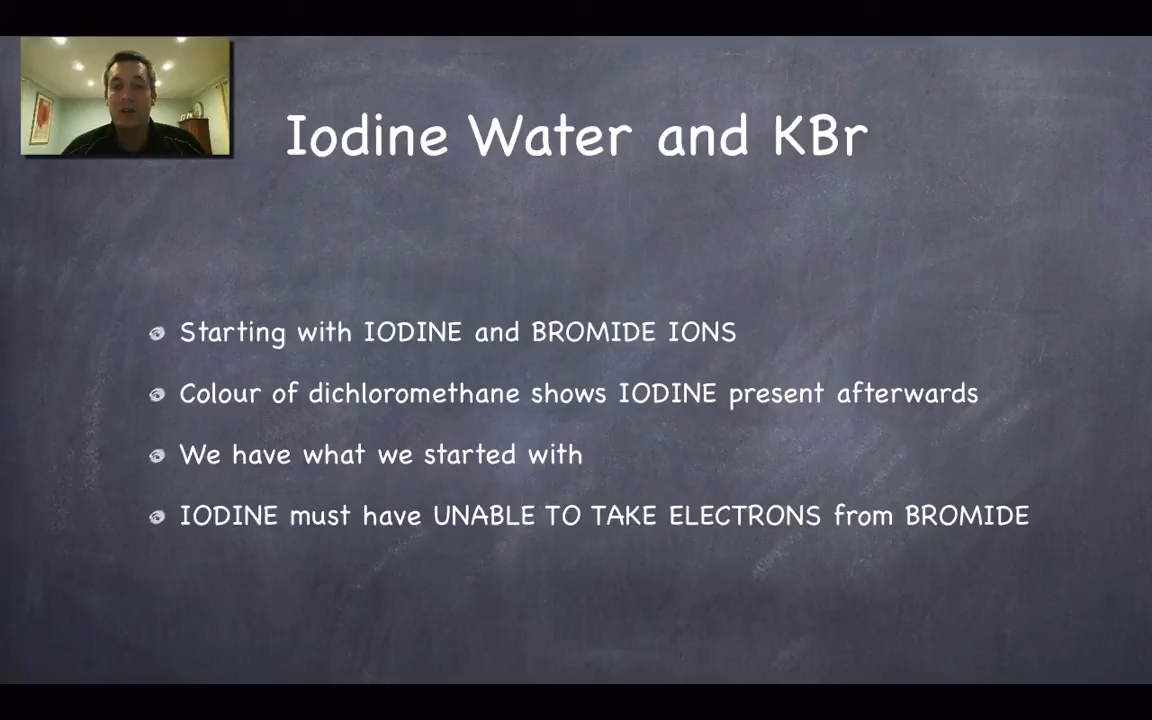 Iodine Water and KBr
Starting with IODINE and BROMIDE IONS
Colour of dichloromethane shows IODINE present afterwards
We have what we started with
IODINE must have UNABLE TO TAKE ELECTRONS from BROMIDE